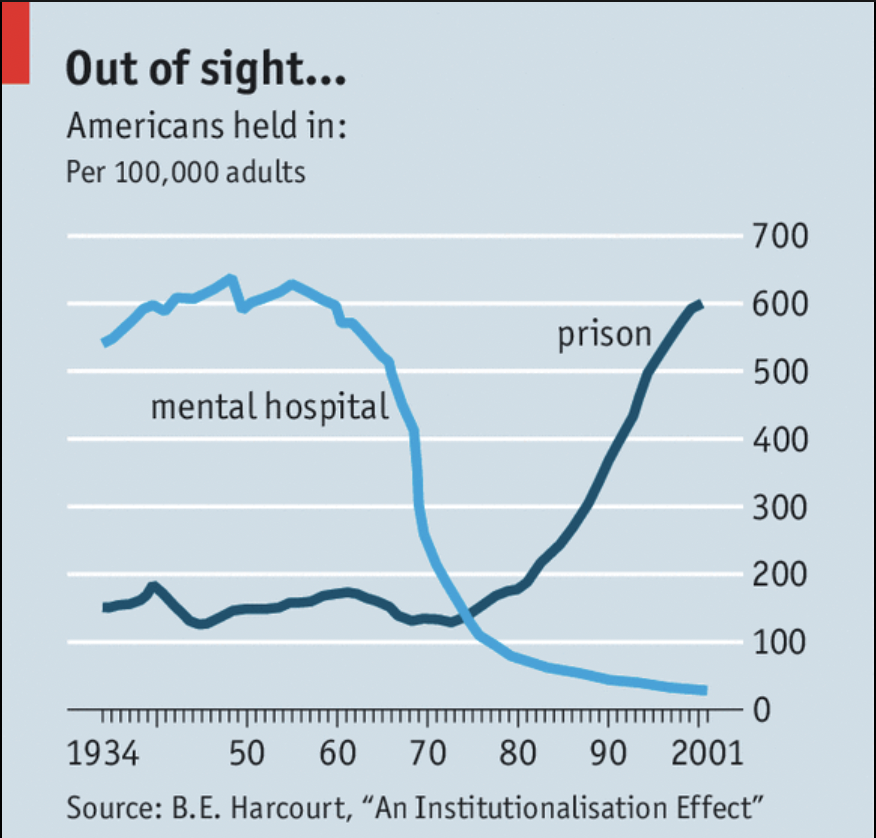 Out of sight...
Americans held in:
Per 100,000 adults
700
600
prison
500
mental hospital
400
300
200
100
0
1934 50 60 70 80 90 2001
Source: B.E. Harcourt, “An Institutionalisation Effect”